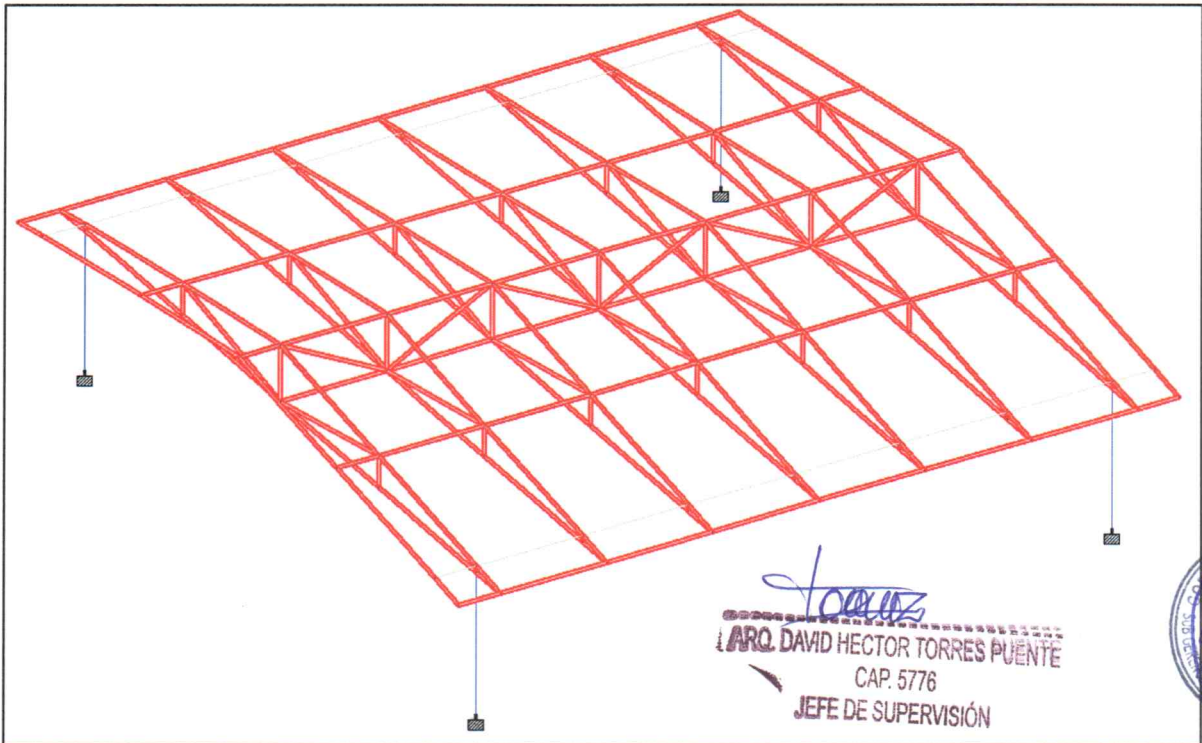 ARQ. DAVID HECTOR TORRES PUENTE
CAP. 5776
JEFE DE SUPERVISIÓN